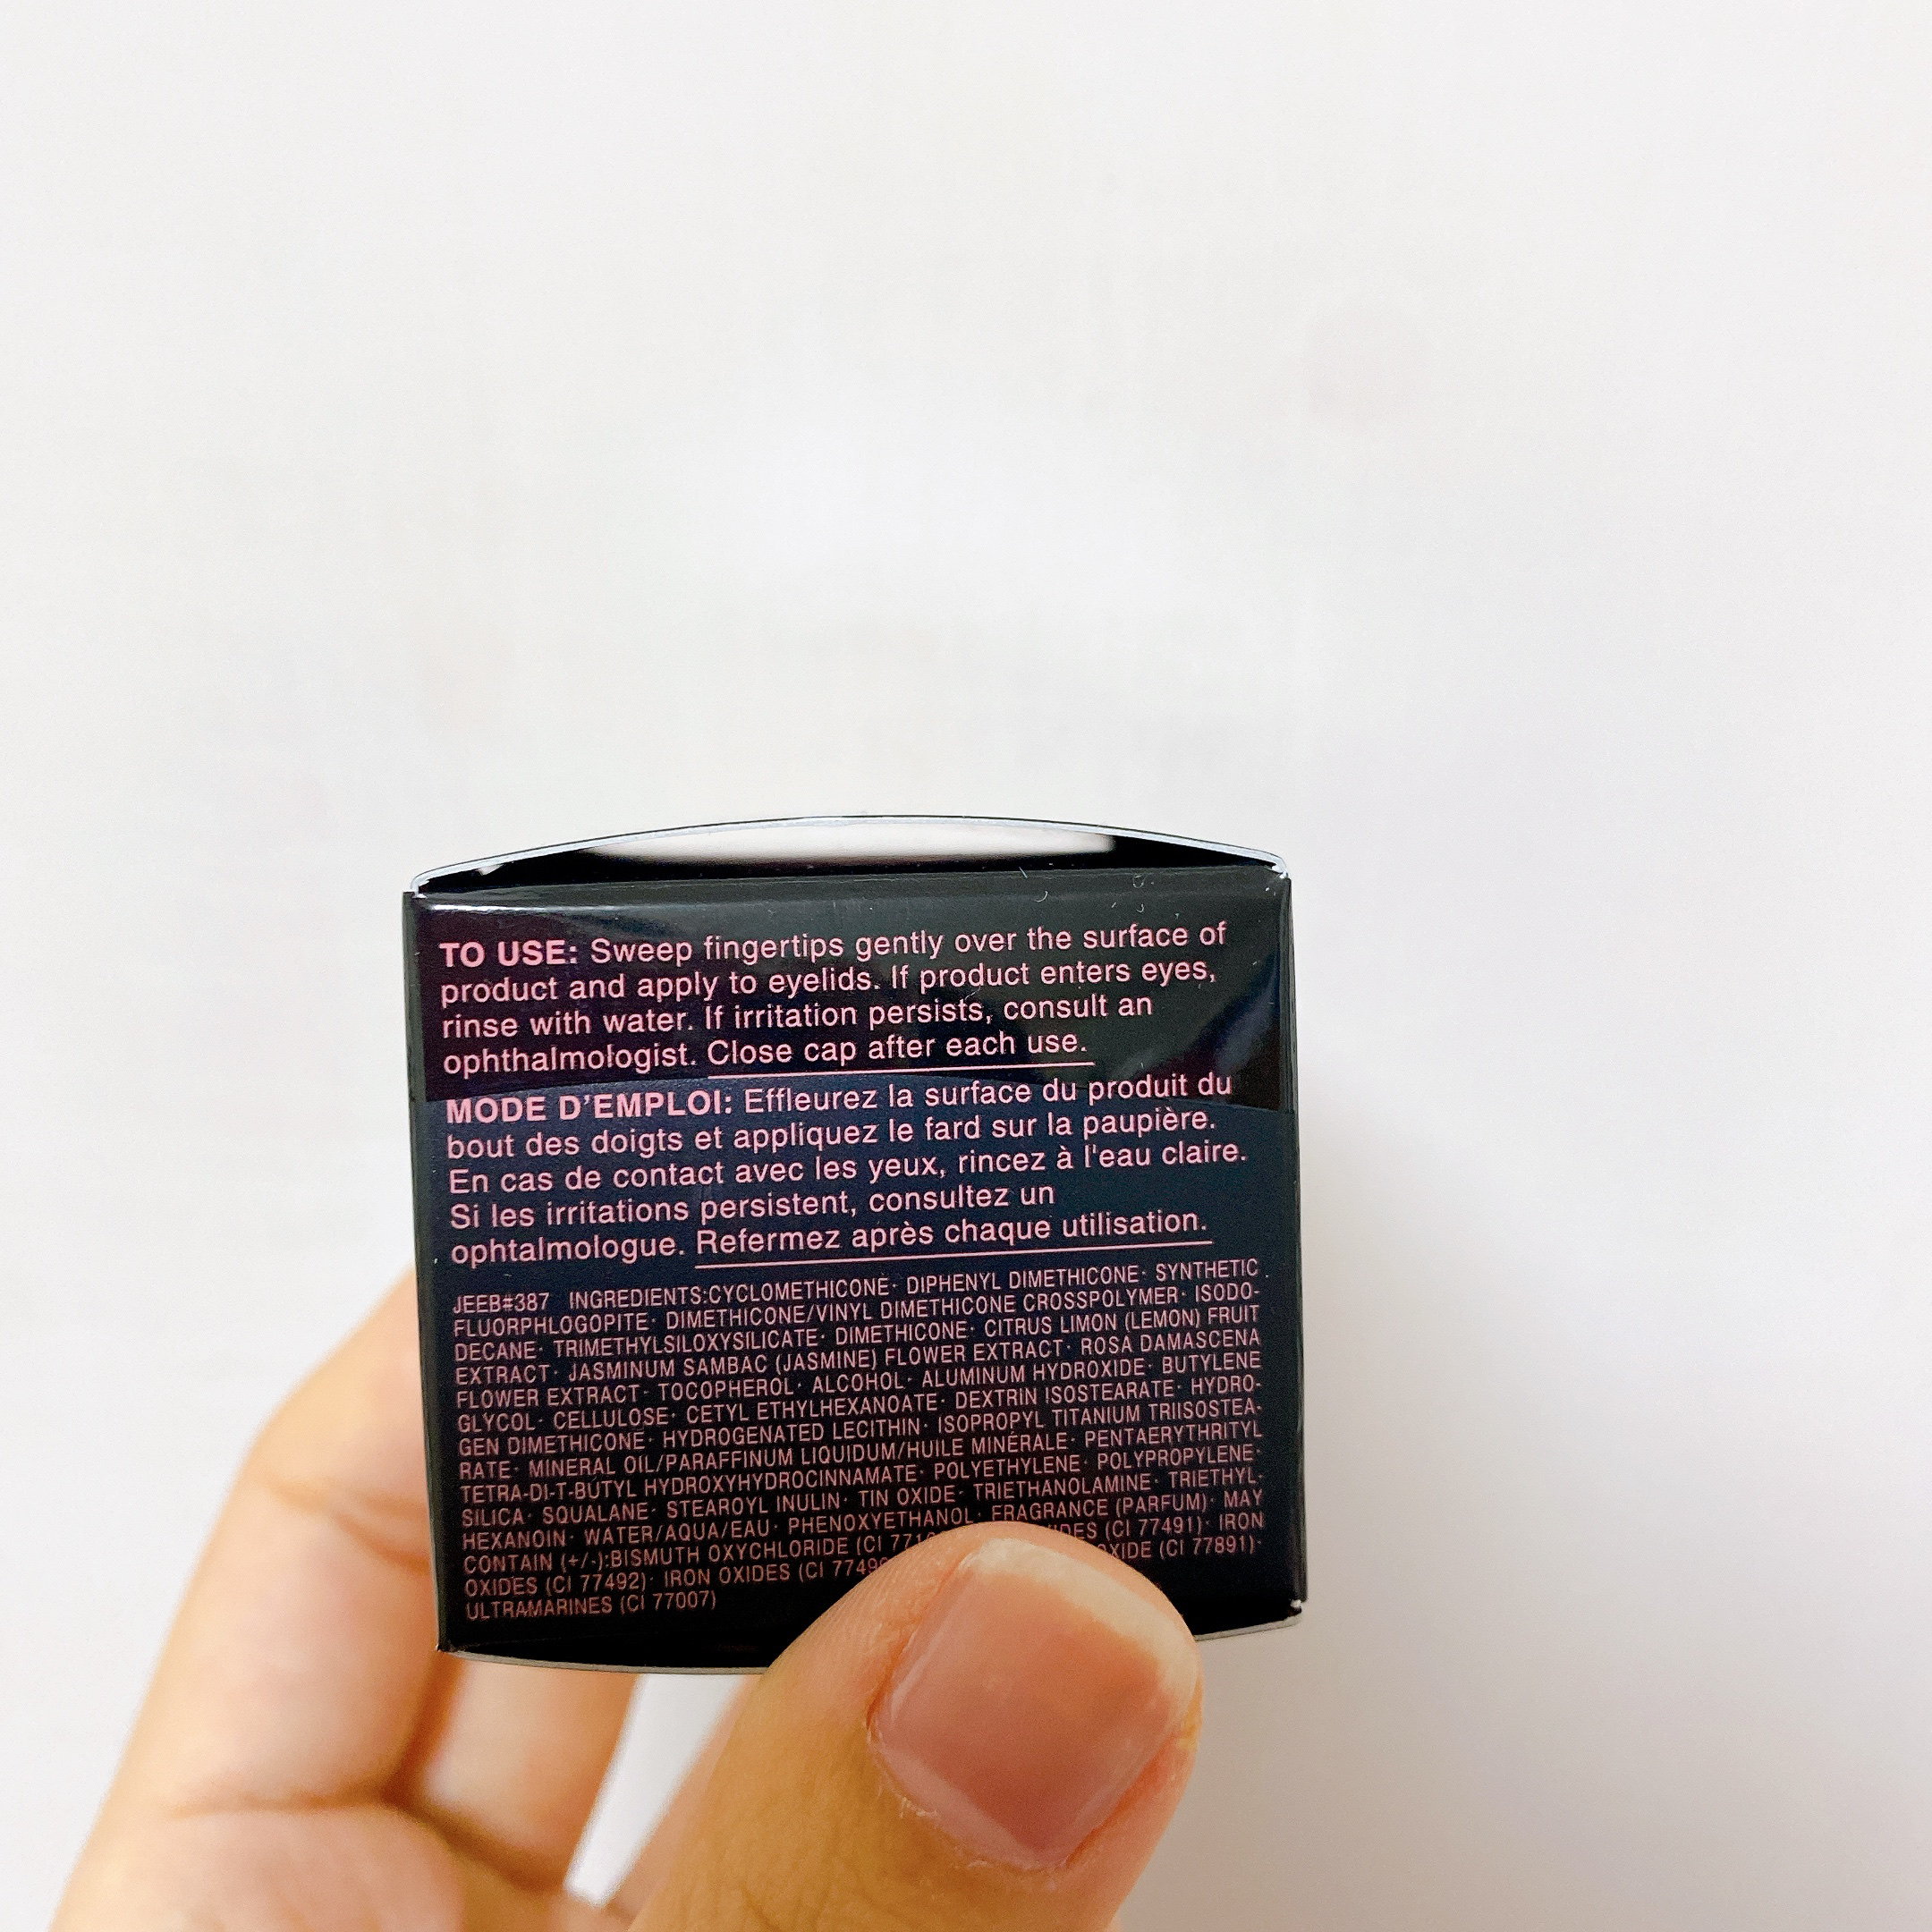 TO USE: Sweep fingertips gently over the surface of
product and apply to eyelids. If product enters eyes,
rinse with water. If irritation persists, consult an
ophthalmologist. Close cap after each use.
MODE D'EMPLOI: Effleurez la surface du produit du
bout des doigts et appliquez le fard sur la paupière.
En cas de contact avec les yeux, rincez à l'eau claire.
Si les irritations persistent, consultez un
ophtalmologue. Refermez après chaque utilisation.
JEEB#387 INGREDIENTS:CYCLOMETHICONE· DIPHENYL DIMETHICONE· SYNTHETIC
FLUORPHLOGOPITE· DIMETHICONE/VINYL DIMETHICONE CROSSPOLYMER· ISODO-
DECANE· TRIMETHYLSILOXYSILICATE· DIMETHICONE· CITRUS LIMON (LEMON) FRUIT
EXTRACT· JASMINUM SAMBAC (JASMINE) FLOWER EXTRACT· ROSA DAMASCENA
FLOWER EXTRACT· TOCOPHEROL· ALCOHOL· ALUMINUM HYDROXIDE· BUTYLENE
GLYCOL· CELLULOSE· CETYL ETHYLHEXANOATE· DEXTRIN ISOSTEARATE· HYDRO-
GEN DIMETHICONE· HYDROGENATED LECITHIN· ISOPROPYL TITANIUM TRIISOSTEA-
RATE· MINERAL OIL/PARAFFINUM LIQUIDUM/HUILE MINÉRALE· PENTAERYTHRITYL
TETRA-DI-T-BUTYL HYDROXYHYDROCINNAMATE· POLYETHYLENE· POLYPROPYLENE·
SILICA· SQUALANE· STEAROYL INULIN· TIN OXIDE· TRIETHANOLAMINE· TRIETHYL-
HEXANOIN· WATER/AQUA/EAU· PHENOXYETHANOL· FRAGRANCE (PARFUM)· MAY
CONTAIN (+/-):BISMUTH OXYCHLORIDE (CI (CI 77491)· IRON
OXIDES (CI 77492)· IRON OXIDES (CI (CI 77891)·
ULTRAMARINES (CI 77007)